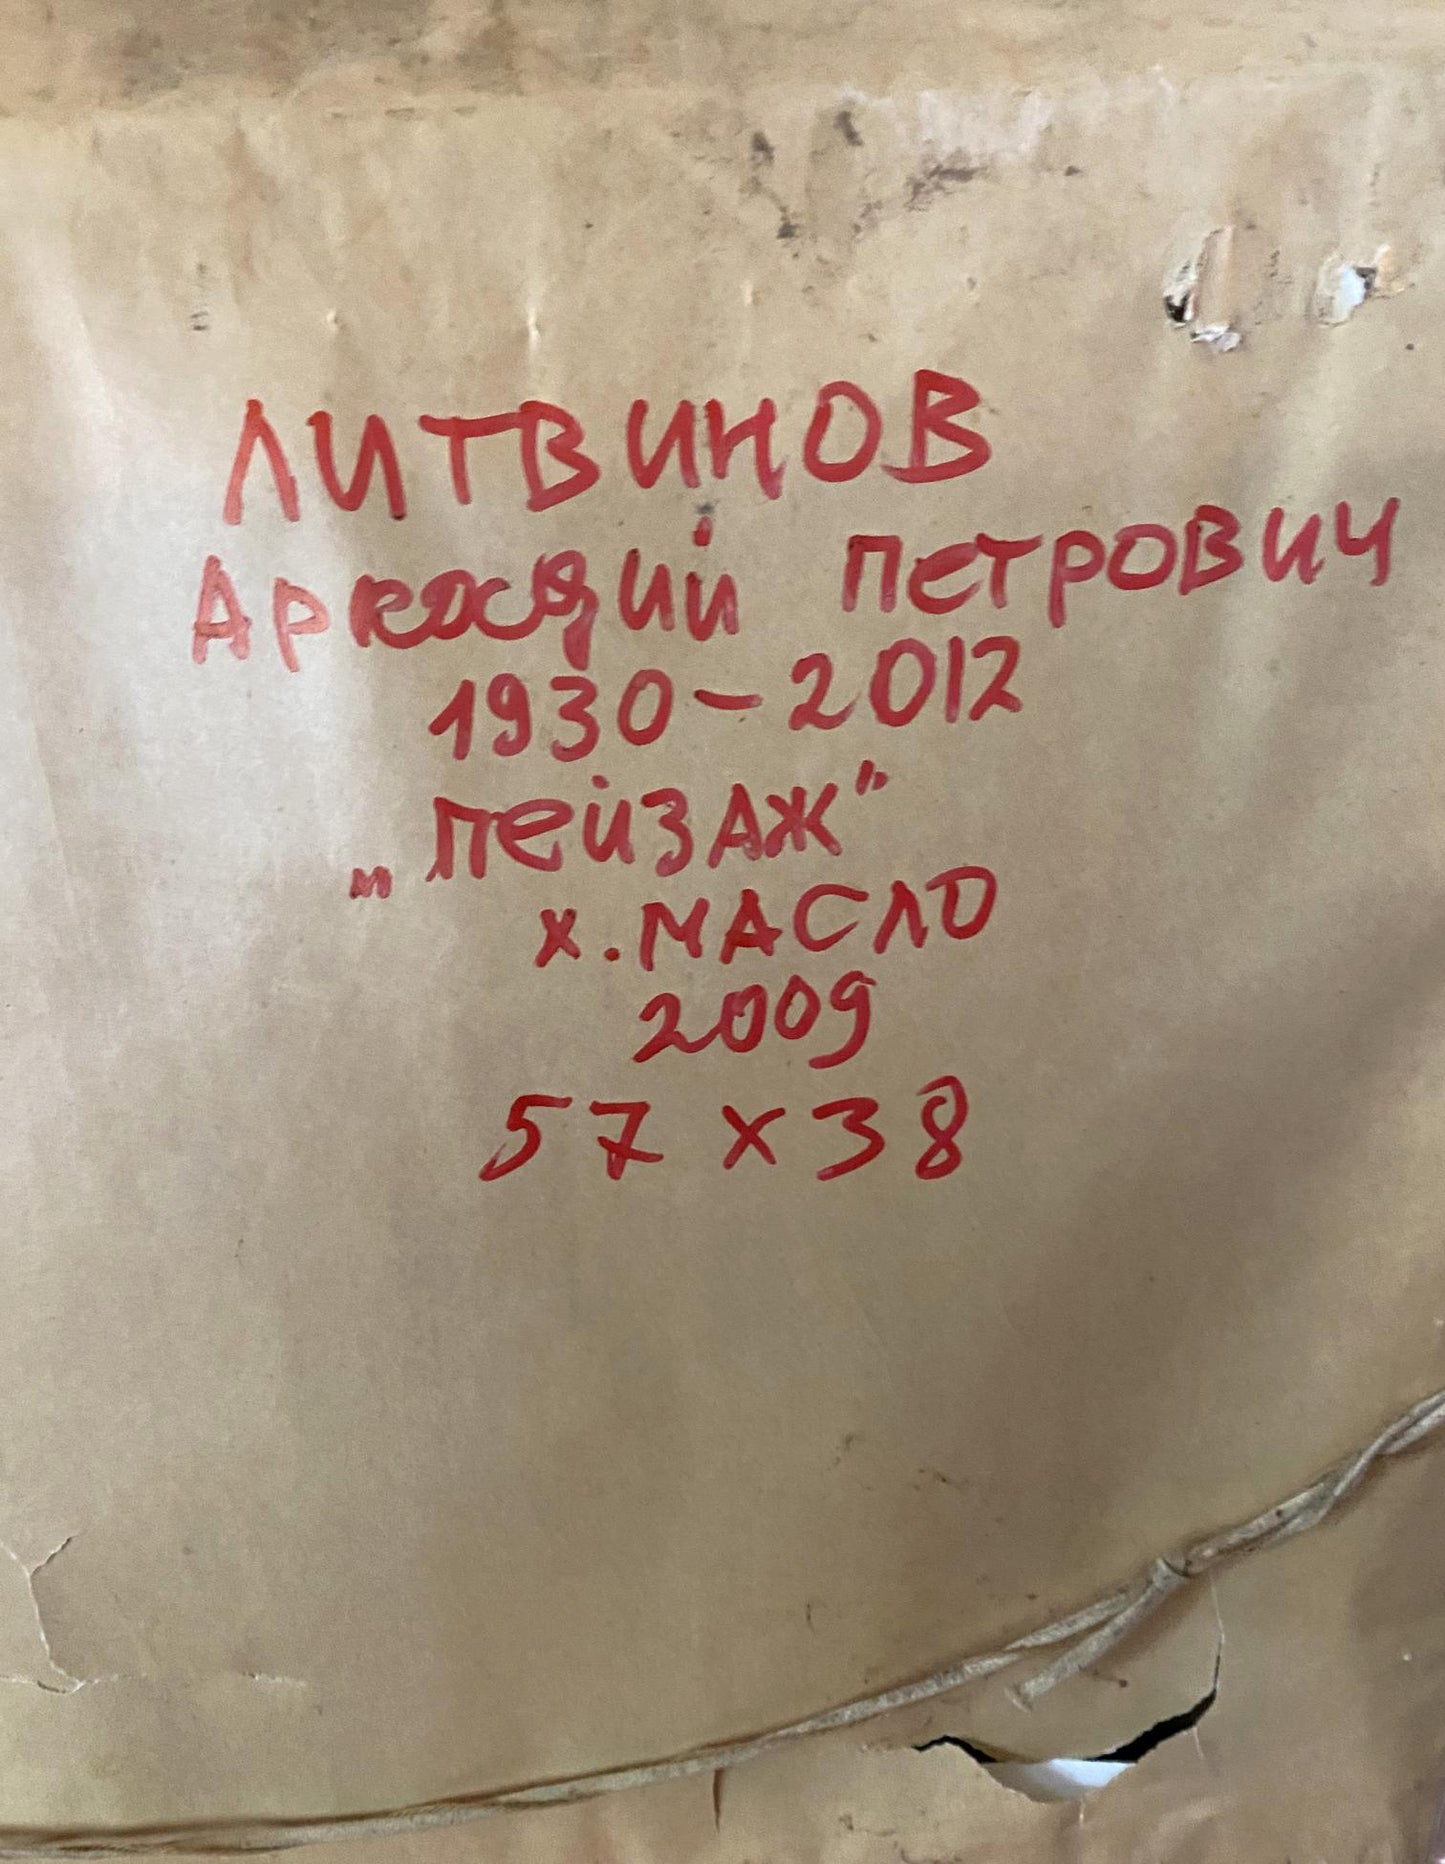 ЛИТВИНОВ
Аркадий ПЕТРОВИЧ
1930-2012
„ПЕЙЗАЖ"
х. МАСЛО
2009
57 x 38